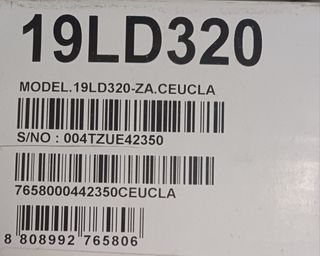 19LD320
MODEL.19LD320-ZA.CEUCLA
S/NO : 004TZUE42350
7658000442350CEUCLA
8 808992 765806